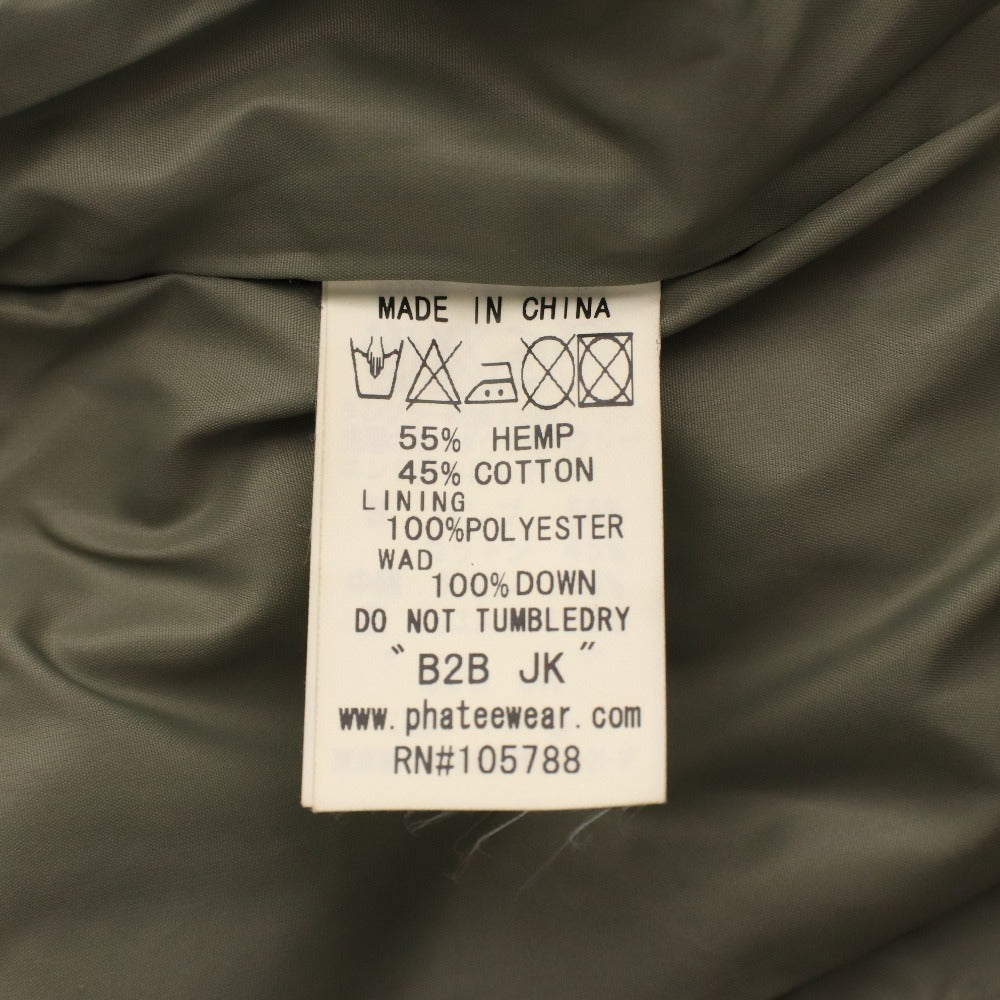 MADE IN CHINA
55% HEMP
45% COTTON
LINING
100%POLYESTER
WAD
100% DOWN
DO NOT TUMBLEDRY
"B2B JK"
www.phateewear.com
RN#105788